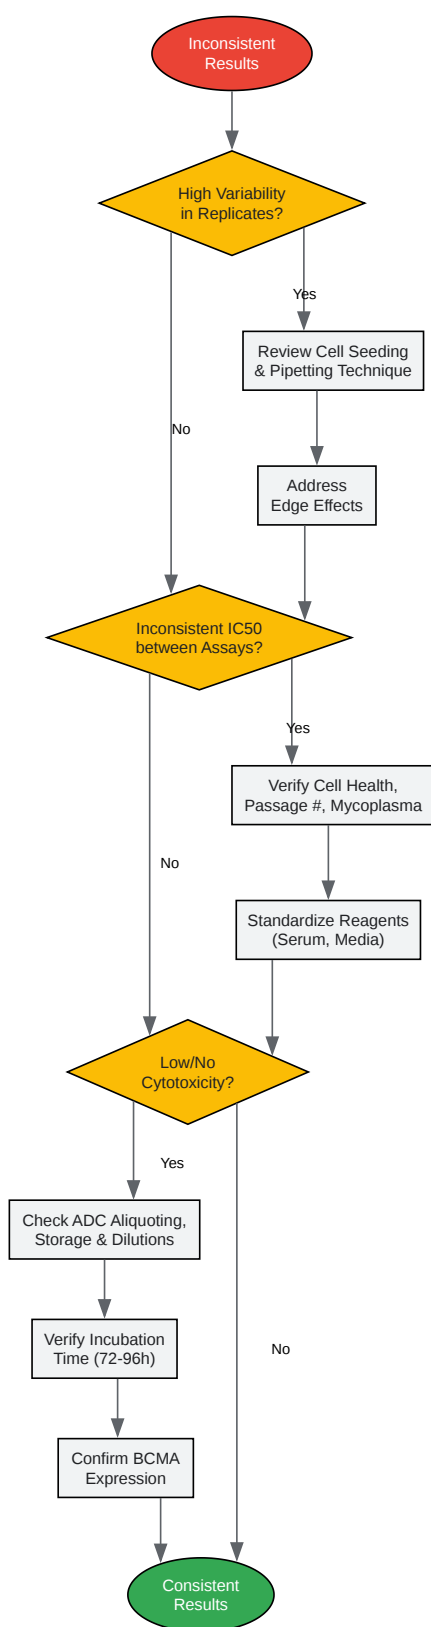 Inconsistent
Results
High Variability
in Replicates?
Yes
Review Cell Seeding
& Pipetting Technique
No
Address
Edge Effects
Inconsistent IC50
between Assays?
Yes
Verify Cell Health,
Passage #, Mycoplasma
No
Standardize Reagents
(Serum, Media)
Low/No
Cytotoxicity?
Yes
Check ADC Aliquoting,
Storage & Dilutions
Verify Incubation
Time (72-96h)
No
Confirm BCMA
Expression
Consistent
Results